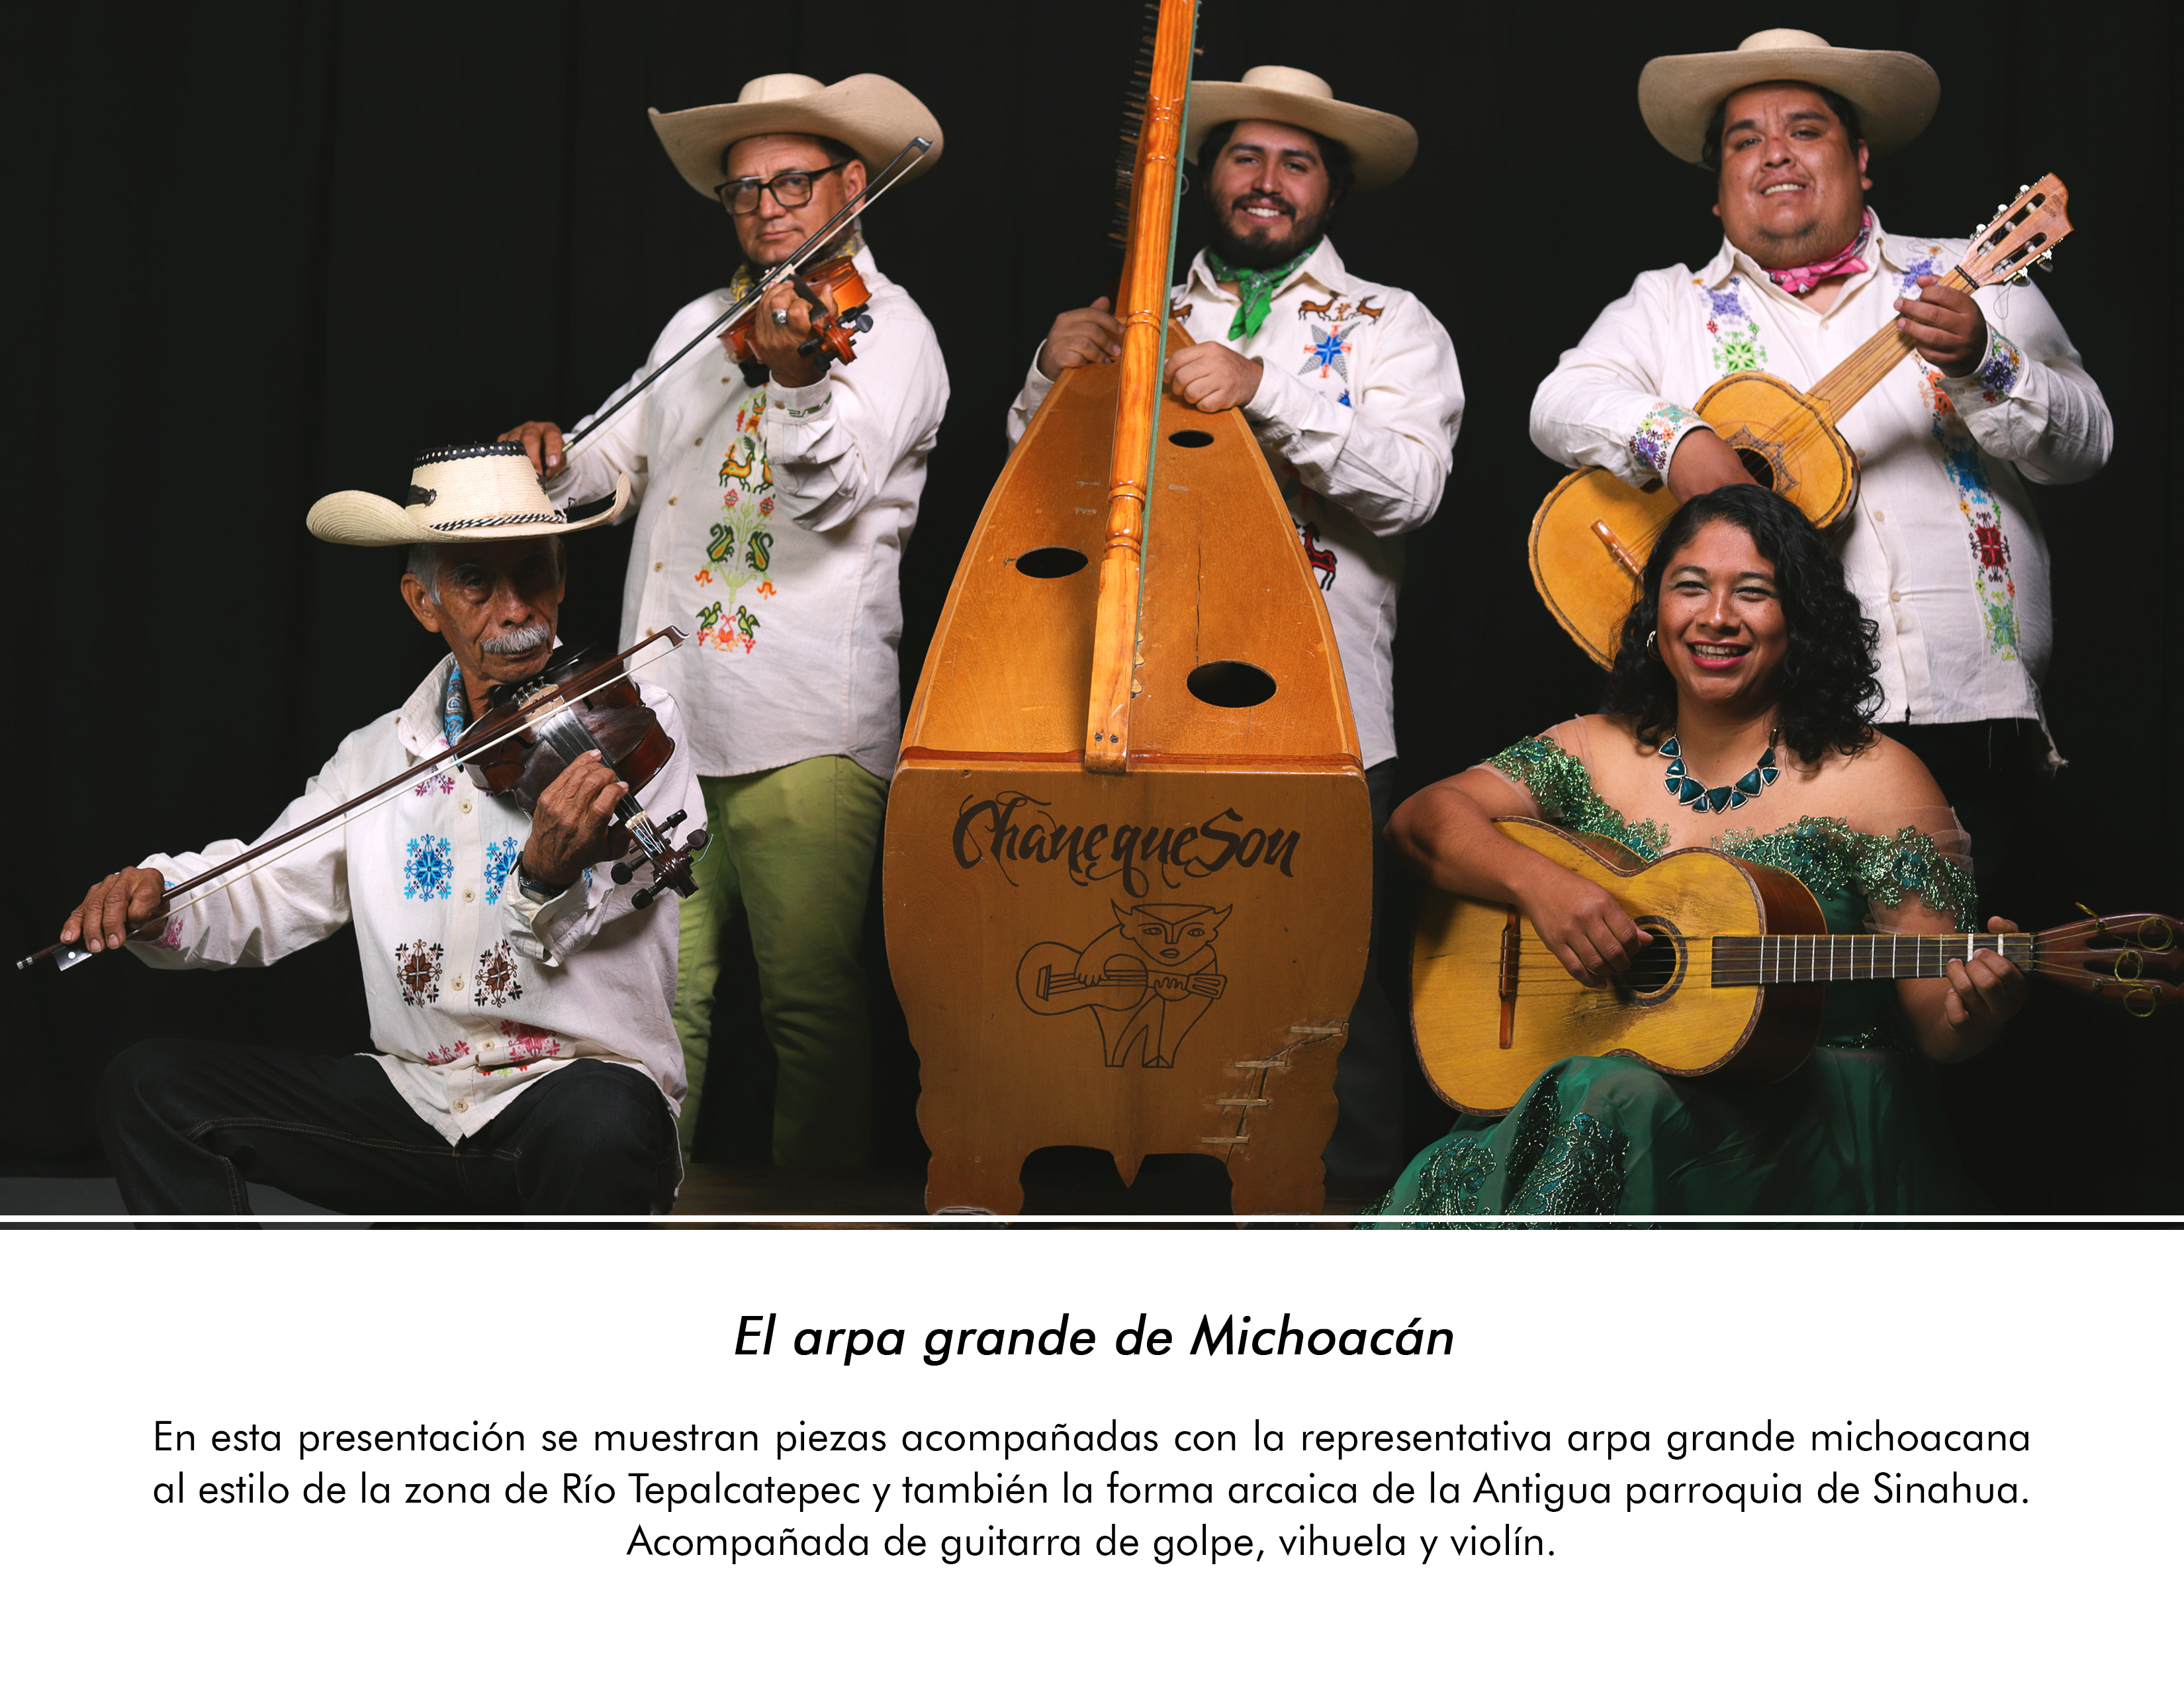 ChanequeSon
El arpa grande de Michoacán
En esta presentación se muestran piezas acompañadas con la representativa arpa grande michoacana
al estilo de la zona de Río Tepalcatepec y también la forma arcaica de la Antigua parroquia de Sinahua.
Acompañada de guitarra de golpe, vihuela y violín.